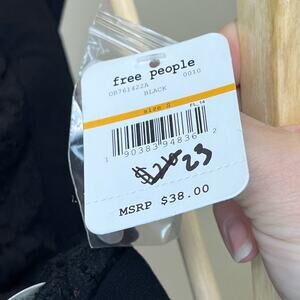 free people
OB761422A 0010
BLACK
size S
FL 14
1 90383 94836 2
23
MSRP $38.00